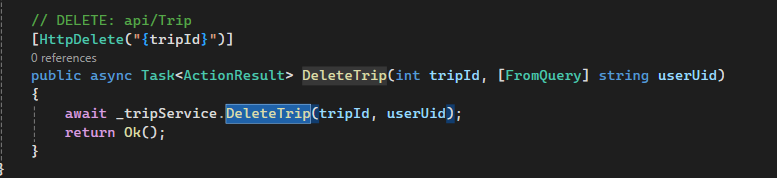 // DELETE: api/Trip
[HttpDelete("{tripId}")]
0 references
public async Task<ActionResult> DeleteTrip(int tripId, [FromQuery] string userUid)
{
await _tripService.DeleteTrip(tripId, userUid);
return Ok();
}
}